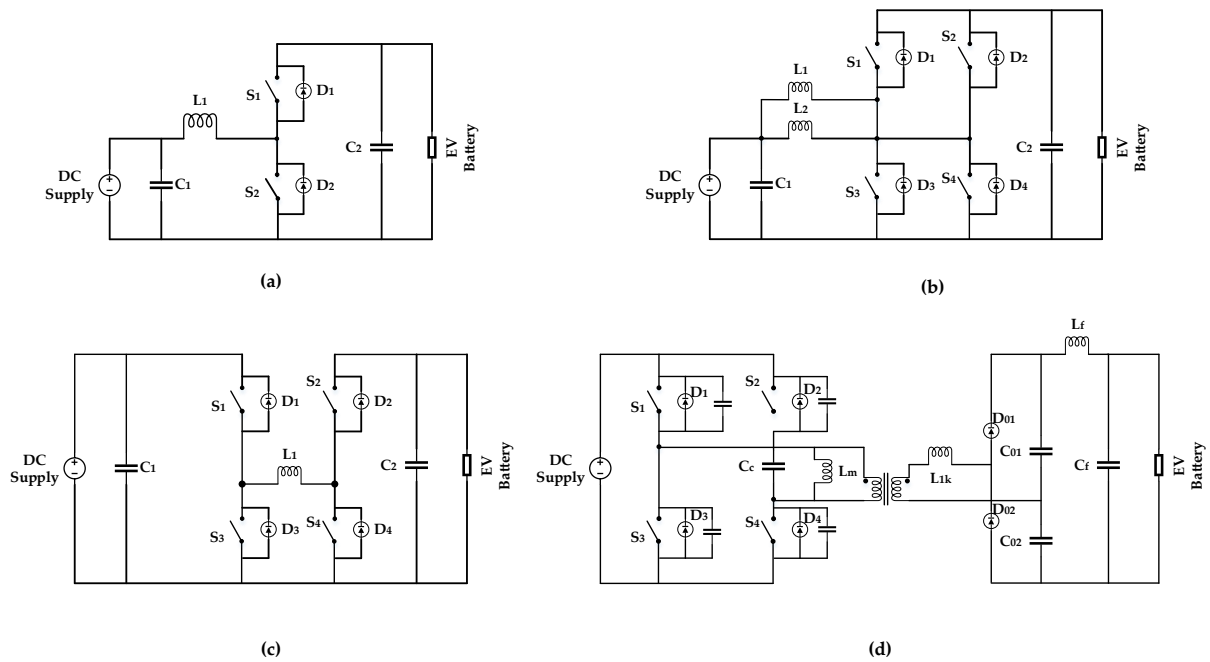 L1
S1
D1
S2
D2
C1
C2
DC
Supply
EV
Battery
(a)
S1
D1
S2
D2
L1
L2
S3
D3
S4
D4
C1
C2
DC
Supply
EV
Battery
(b)
S1
D1
S2
D2
L1
S3
D3
S4
D4
C1
C2
DC
Supply
EV
Battery
(c)
S1
D1
S2
D2
Cc
Lm
S3
D3
S4
D4
L1k
D01
D02
C01
C02
Lf
Cf
DC
Supply
EV
Battery
(d)